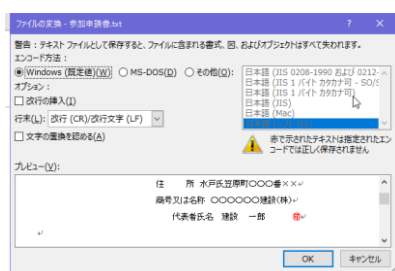 ファイルの変換 - 参加申請書.txt
警告：テキスト ファイルとして保存すると、ファイルに含まれる書式、図、およびオブジェクトはすべて失われます。
エンコード方法：
Windows (既定値)(W) MS-DOS(D) その他(O):
日本語 (JIS 0208-1990 および 0212-
日本語 (JIS 1 バイト カタカナ可) - SO/S
日本語 (JIS 1 バイト カタカナ可)
日本語 (JIS)
日本語 (Mac)
オプション：
改行の挿入(I)
行末(L): 改行 (CR)/改行文字 (LF)
文字の置換を認める(A)
赤で示されたテキストは指定されたエンコードでは正しく保存されません
プレビュー(V):
住 所 水戸氏笠原町〇〇〇番××↵
商号又は名称 〇〇〇〇〇〇建設(株)↵
代表者氏名 建設 一郎 ㊞↵
↵
OK キャンセル